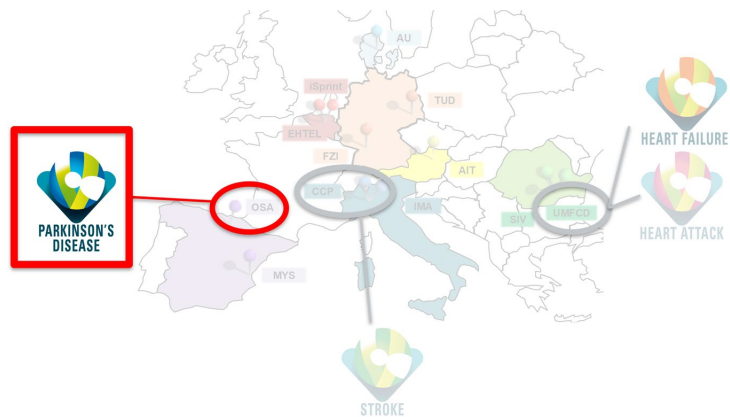 AU
iSprint
TUD
EHTEL
FZI
AIT
CCP
IMA
OSA
SIV
UMFCD
MYS
PARKINSON'S
DISEASE
HEART FAILURE
HEART ATTACK
STROKE